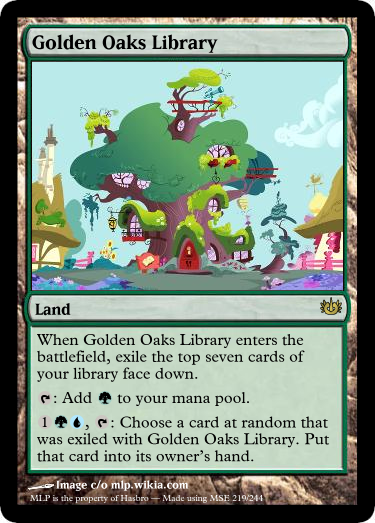 Golden Oaks Library
Land
When Golden Oaks Library enters the
battlefield, exile the top seven cards of
your library face down.
: Add to your mana pool.
1 , : Choose a card at random that
was exiled with Golden Oaks Library. Put
that card into its owner's hand.
Image c/o mlp.wikia.com
MLP is the property of Hasbro — Made using MSE 219/244